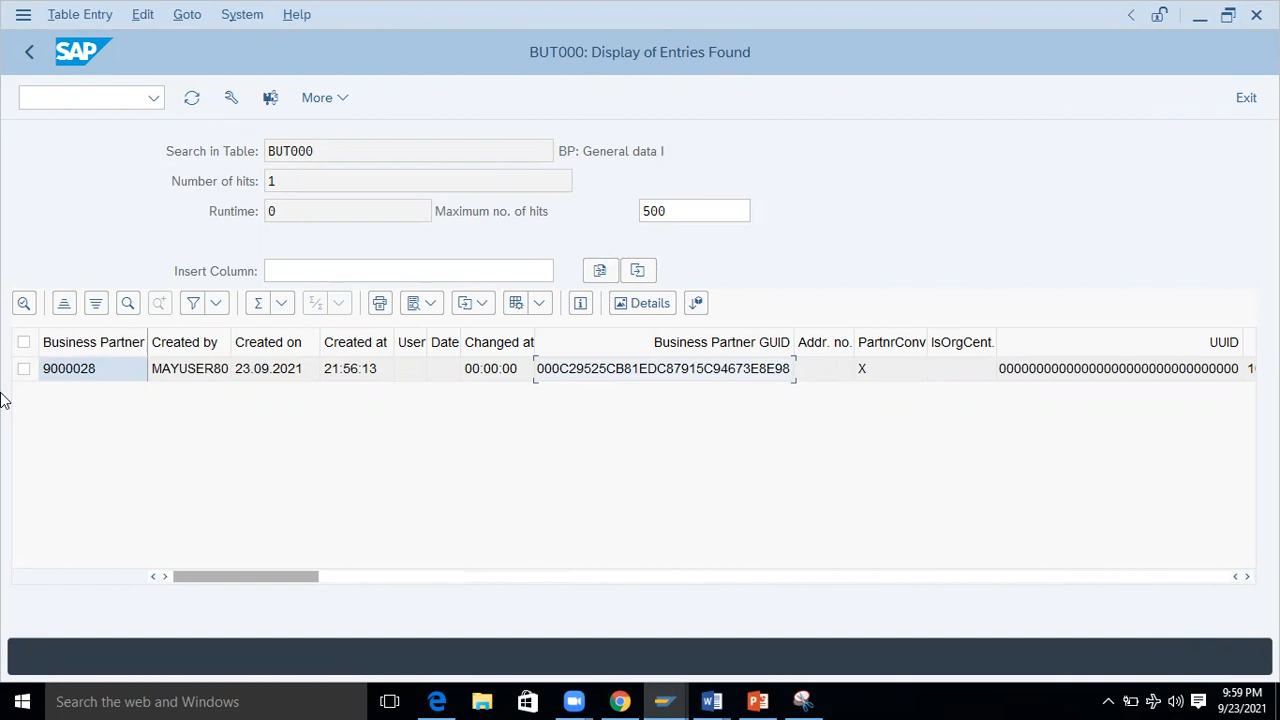 Table Entry Edit Goto System Help
SAP BUT000: Display of Entries Found
More Exit
Search in Table: BUT000 BP: General data I
Number of hits: 1
Runtime: 0 Maximum no. of hits 500
Insert Column:
Details
Business Partner Created by Created on Created at User Date Changed at Business Partner GUID Addr. no. PartnrConv IsOrgCent. UUID
9000028 MAYUSER80 23.09.2021 21:56:13 00:00:00 000C29525CB81EDC87915C94673E8E98 X 00000000000000000000000000000000
Search the web and Windows 9:59 PM
9/23/2021